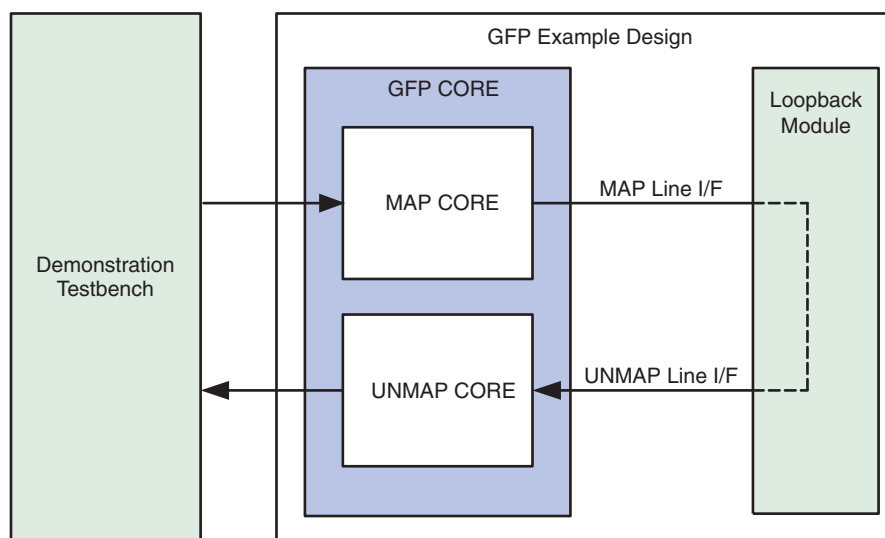 GFP Example Design
GFP CORE
Loopback
Module
MAP CORE
MAP Line I/F
Demonstration
Testbench
UNMAP CORE
UNMAP Line I/F